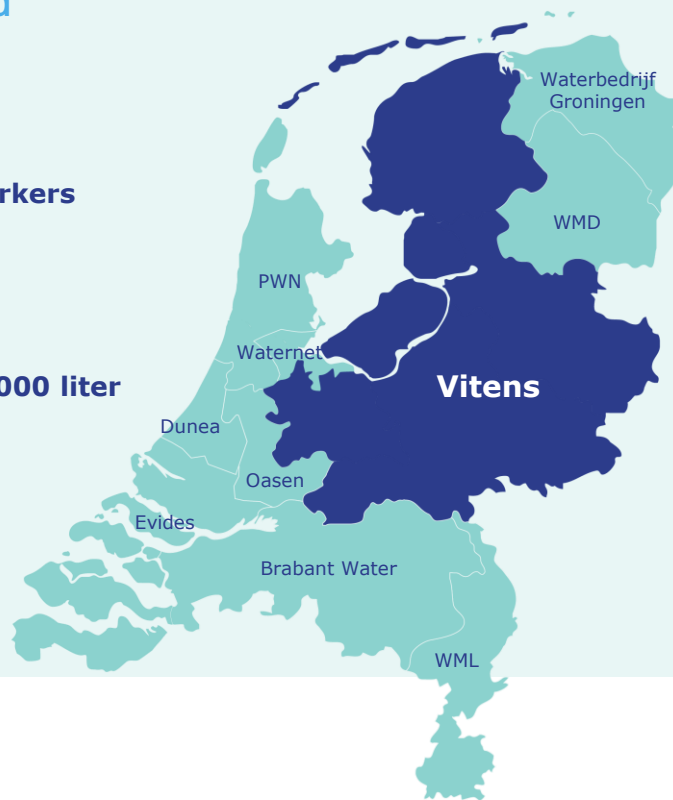 Waterbedrijf
Groningen
rkers
WMD
PWN
Waternet
000 liter
Vitens
Dunea
Oasen
Evides
Brabant Water
WML